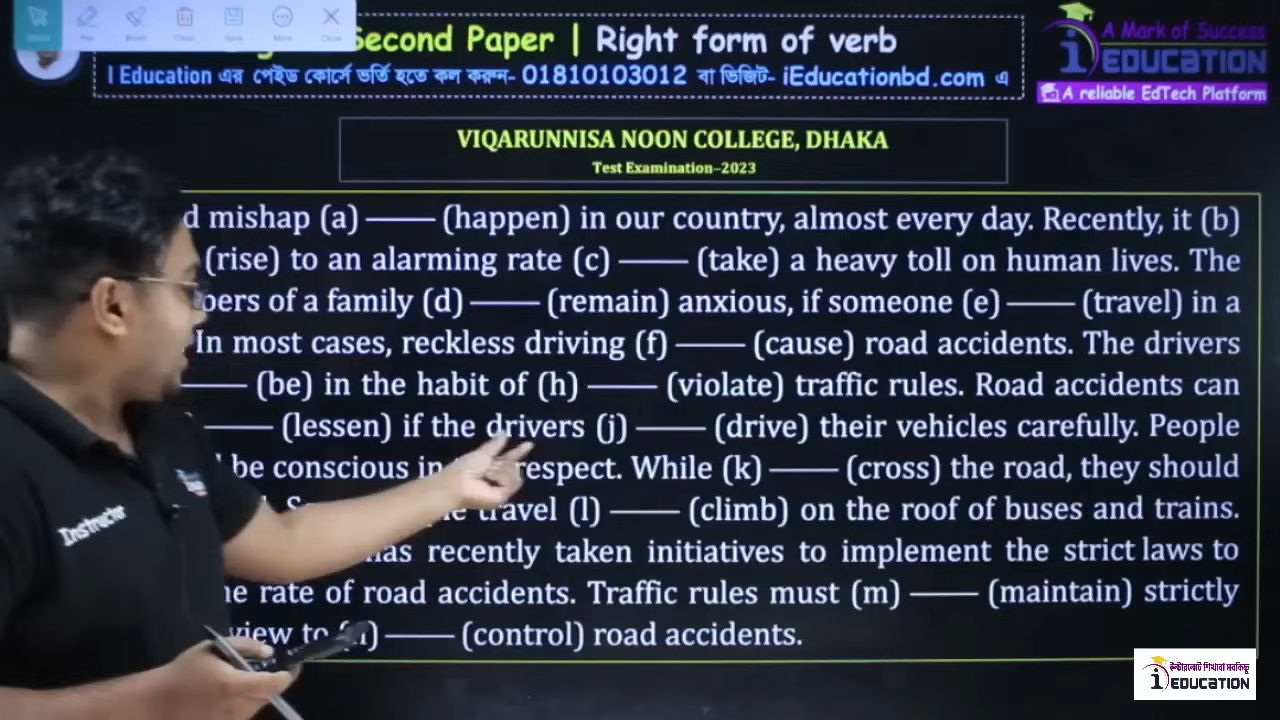 Second Paper | Right form of verb
I Education এর পেইড কোর্সে ভর্তি হতে কল করুন- 01810103012 বা ভিজিট- iEducationbd.com এ
A Mark of Success
iEDUCATION
A reliable EdTech Platform
VIQARUNNISA NOON COLLEGE, DHAKA
Test Examination–2023
mishap (a) —— (happen) in our country, almost every day. Recently, it (b)
(rise) to an alarming rate (c) —— (take) a heavy toll on human lives. The
of a family (d) —— (remain) anxious, if someone (e) —— (travel) in a
In most cases, reckless driving (f) —— (cause) road accidents. The drivers
—— (be) in the habit of (h) —— (violate) traffic rules. Road accidents can
—— (lessen) if the drivers (j) —— (drive) their vehicles carefully. People
be conscious in respect. While (k) —— (cross) the road, they should
travel (l) —— (climb) on the roof of buses and trains.
has recently taken initiatives to implement the strict laws to
rate of road accidents. Traffic rules must (m) —— (maintain) strictly
view to —— (control) road accidents.
Instructor
iEDUCATION